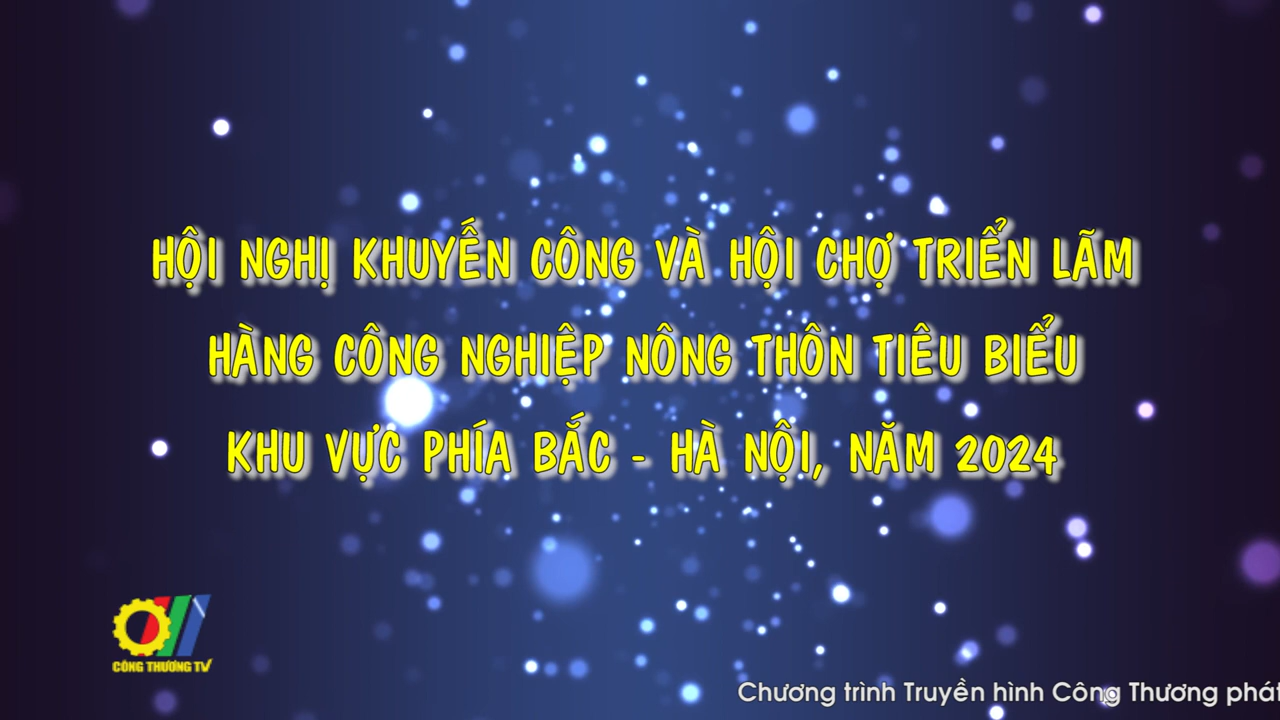 HỘI NGHỊ KHUYẾN CÔNG VÀ HỘI CHỢ TRIỂN LÃM
HÀNG CÔNG NGHIỆP NÔNG THÔN TIÊU BIỂU
KHU VỰC PHÍA BẮC - HÀ NỘI, NĂM 2024
CÔNG THƯƠNG TV
Chương trình Truyền hình Công Thương phát